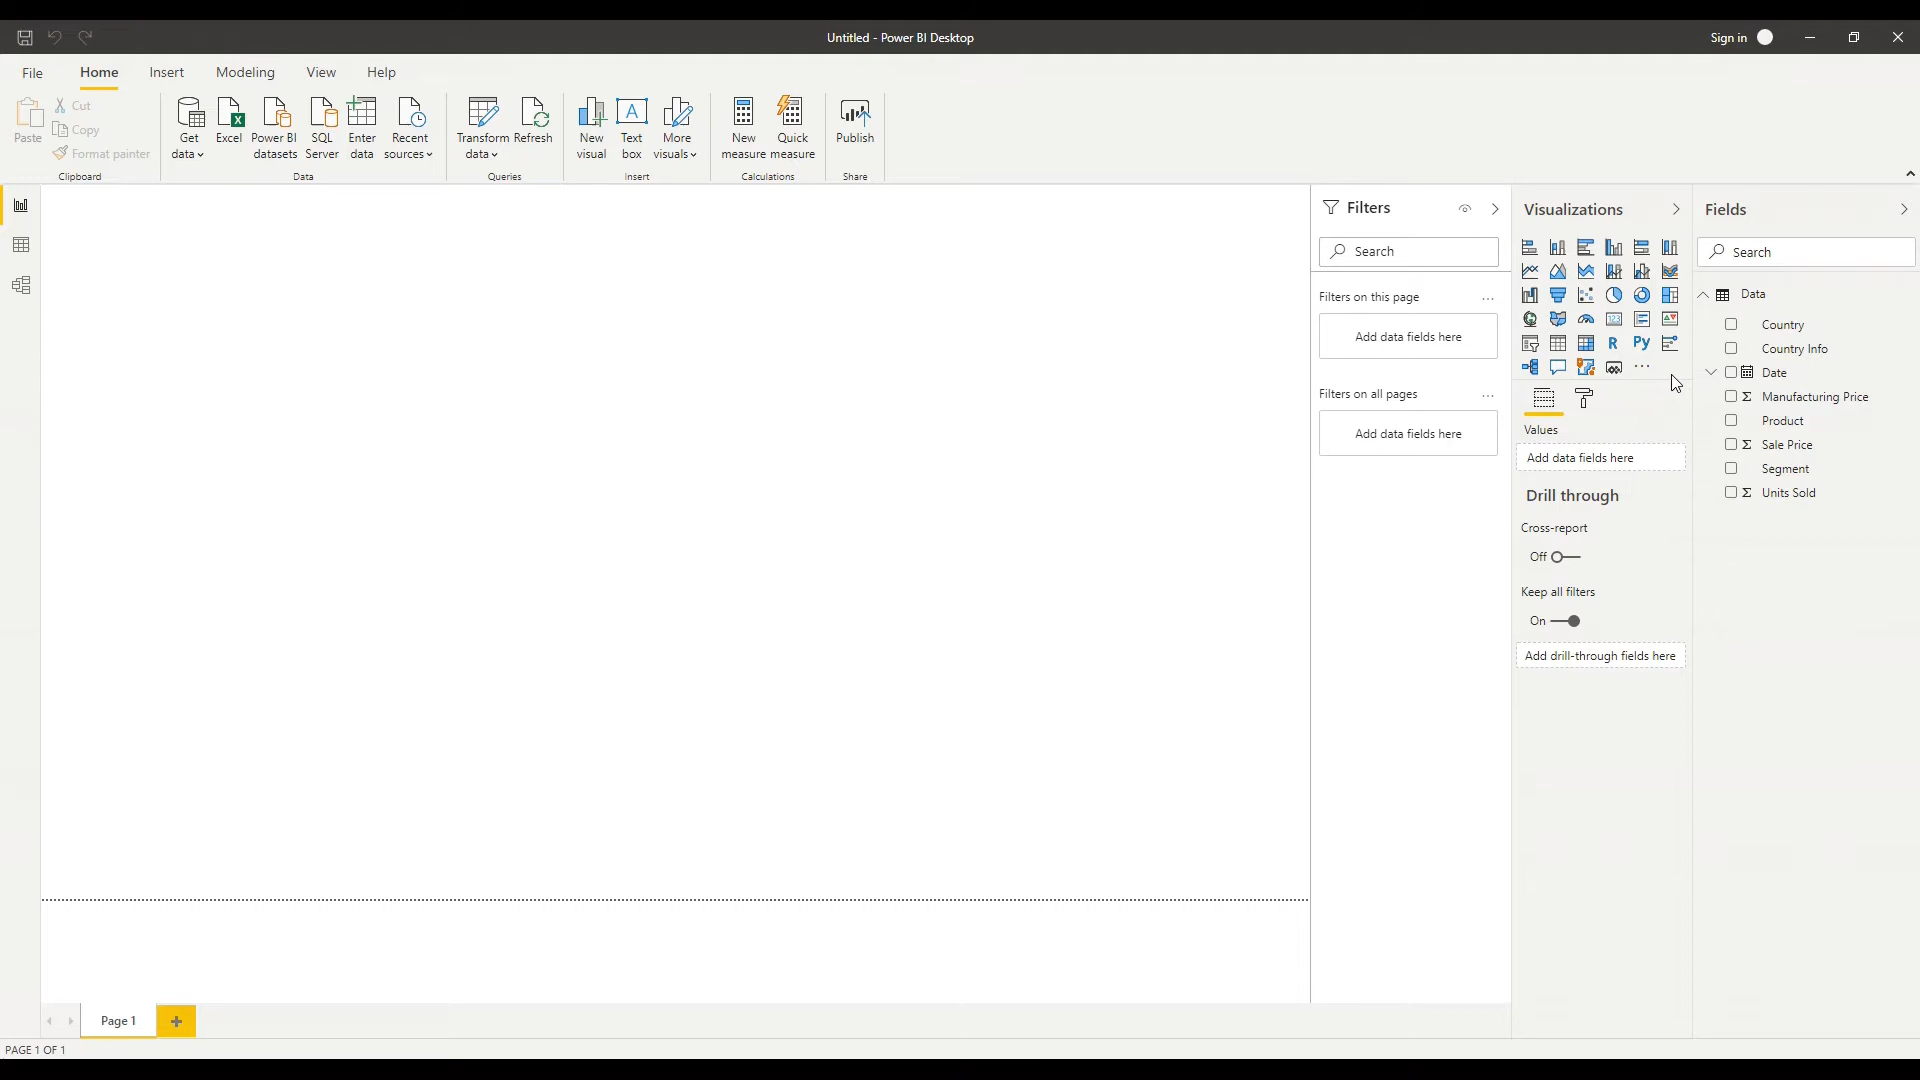 Untitled - Power BI Desktop
Sign in
File
Home
Insert
Modeling
View
Help
Paste
Cut
Copy
Format painter
Clipboard
Get
data
Excel
Power BI
datasets
SQL
Server
Enter
data
Recent
sources
Data
Transform
data
Refresh
Queries
New
visual
A
Text
box
More
visuals
Insert
New
measure
Quick
measure
Calculations
Publish
Share
Filters
Search
Filters on this page
...
Add data fields here
Filters on all pages
...
Add data fields here
Visualizations
123
R
Py
...
Values
Add data fields here
Drill through
Cross-report
Off
Keep all filters
On
Add drill-through fields here
Fields
Search
Data
Country
Country Info
Date
Σ Manufacturing Price
Product
Σ Sale Price
Segment
Σ Units Sold
Page 1
+
PAGE 1 OF 1